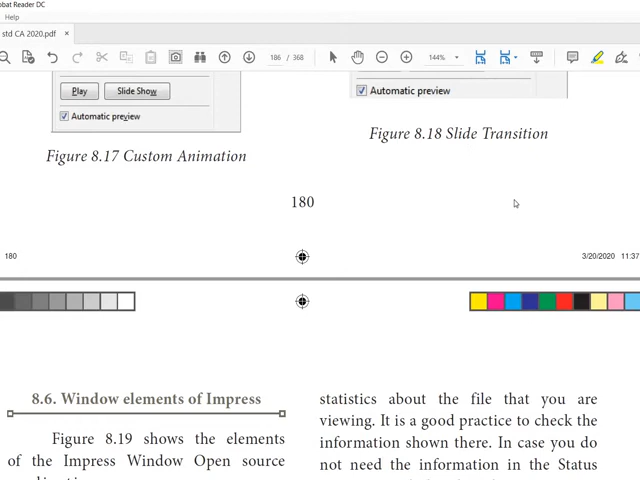 obat Reader DC
Help
std CA 2020.pdf ×
186 / 368
144%
Play Slide Show
Automatic preview
Automatic preview
Figure 8.17 Custom Animation
Figure 8.18 Slide Transition
180
180
3/20/2020 11:37
8.6. Window elements of Impress
Figure 8.19 shows the elements
of the Impress Window Open source
statistics about the file that you are
viewing. It is a good practice to check the
information shown there. In case you do
not need the information in the Status